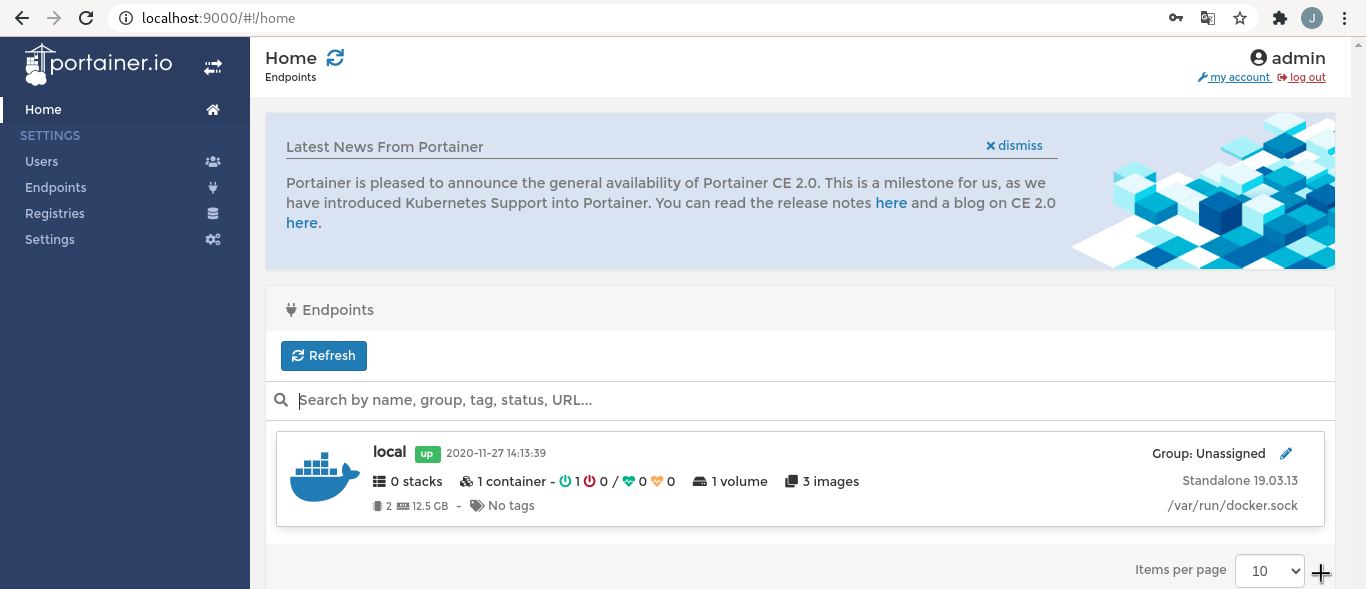 localhost:9000/#!/home
J
portainer.io
Home
SETTINGS
Users
Endpoints
Registries
Settings
Home
Endpoints
admin
my account log out
Latest News From Portainer
dismiss
Portainer is pleased to announce the general availability of Portainer CE 2.0. This is a milestone for us, as we
have introduced Kubernetes Support into Portainer. You can read the release notes here and a blog on CE 2.0
here.
Endpoints
Refresh
Search by name, group, tag, status, URL...
local up 2020-11-27 14:13:39
Group: Unassigned
0 stacks 1 container - 1 0 / 0 0 1 volume 3 images
Standalone 19.03.13
2 12.5 GB - No tags
/var/run/docker.sock
Items per page 10